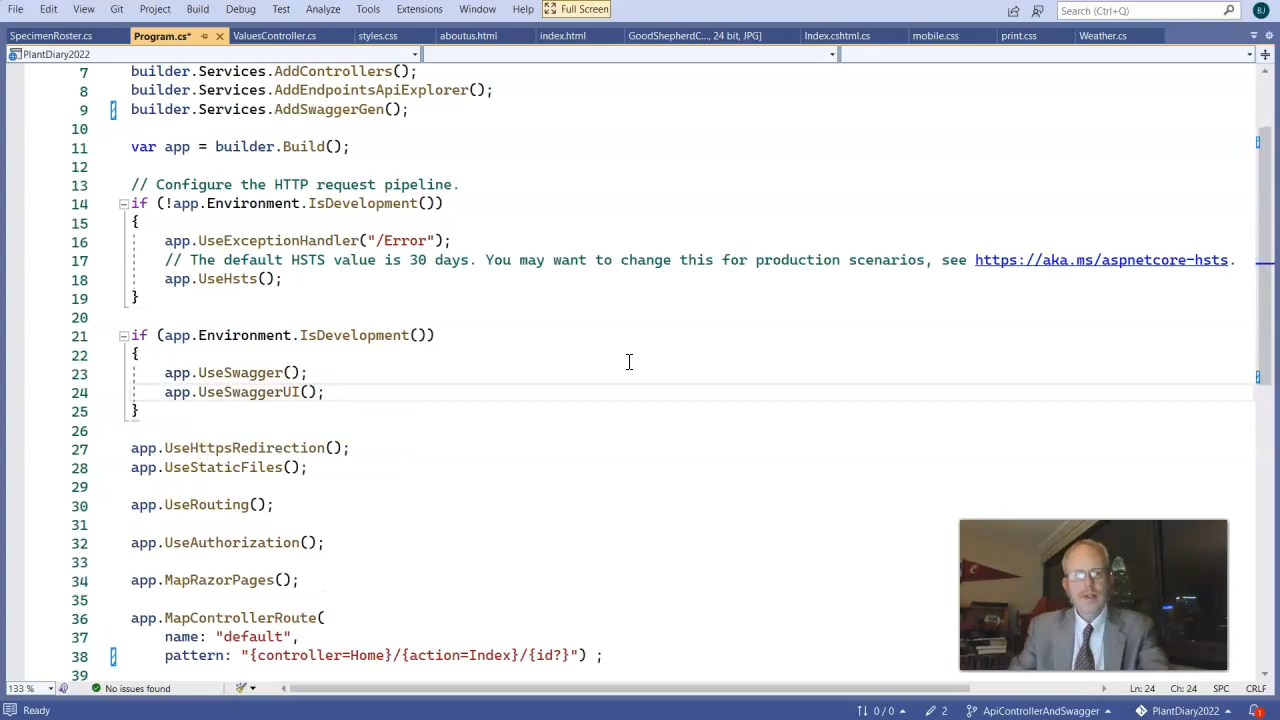 File Edit View Git Project Build Debug Test Analyze Tools Extensions Window Help Full Screen Search (Ctrl+Q) BJ
SpecimenRoster.cs Program.cs* ValuesController.cs styles.css aboutus.html index.html GoodShepherdC..., 24 bit, JPG] Index.cshtml.cs mobile.css print.css Weather.cs
PlantDiary2022
7 builder.Services.AddControllers();
8 builder.Services.AddEndpointsApiExplorer();
9 builder.Services.AddSwaggerGen();
10
11 var app = builder.Build();
12
13 // Configure the HTTP request pipeline.
14 if (!app.Environment.IsDevelopment())
15 {
16 app.UseExceptionHandler("/Error");
17 // The default HSTS value is 30 days. You may want to change this for production scenarios, see https://aka.ms/aspnetcore-hsts.
18 app.UseHsts();
19 }
20
21 if (app.Environment.IsDevelopment())
22 {
23 app.UseSwagger();
24 app.UseSwaggerUI();
25 }
26
27 app.UseHttpsRedirection();
28 app.UseStaticFiles();
29
30 app.UseRouting();
31
32 app.UseAuthorization();
33
34 app.MapRazorPages();
35
36 app.MapControllerRoute(
37 name: "default",
38 pattern: "{controller=Home}/{action=Index}/{id?}") ;
39
133 % No issues found Ln: 24 Ch: 24 SPC CRLF
Ready 0 / 0 2 ApiControllerAndSwagger PlantDiary2022 1